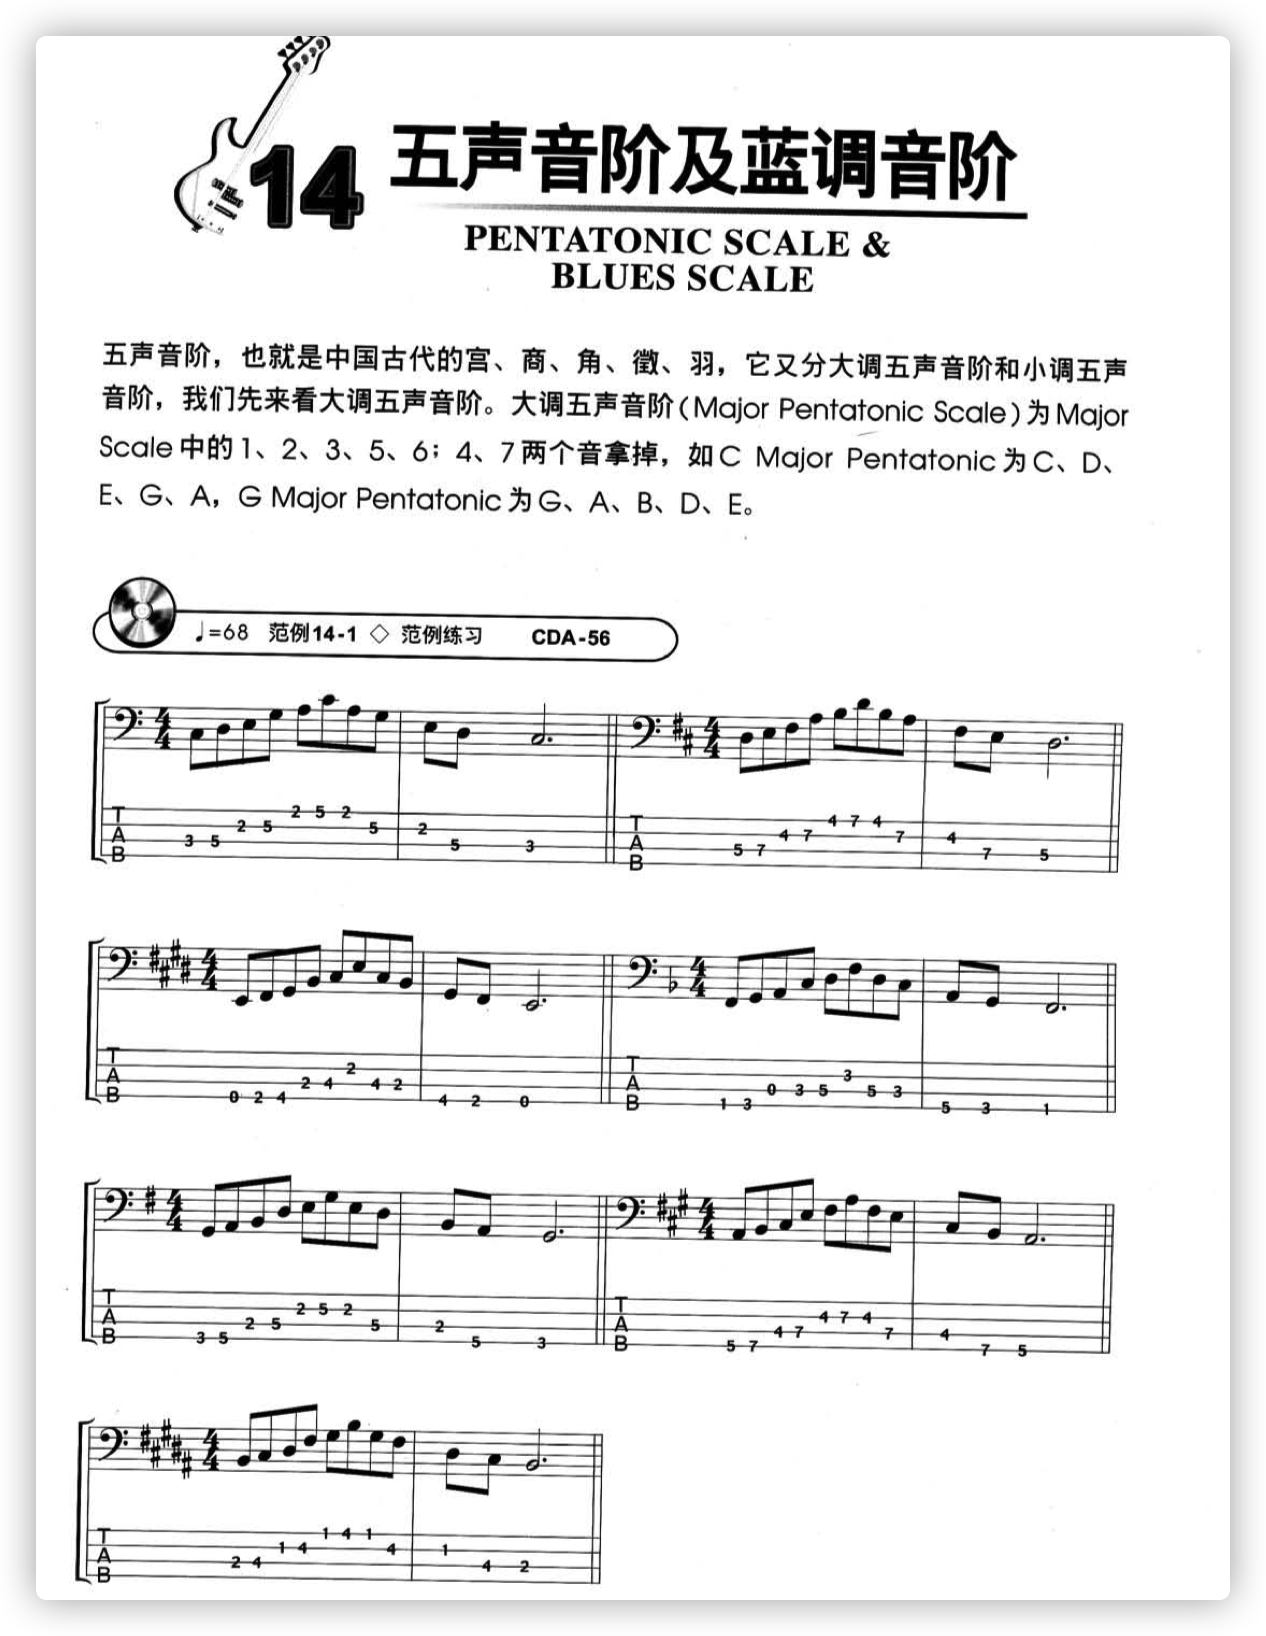 14 五声音阶及蓝调音阶
PENTATONIC SCALE &
BLUES SCALE
五声音阶，也就是中国古代的宫、商、角、徵、羽，它又分大调五声音阶和小调五声
音阶，我们先来看大调五声音阶。大调五声音阶(Major Pentatonic Scale)为Major
Scale中的1、2、3、5、6；4、7两个音拿掉，如C Major Pentatonic为C、D、
E、G、A，G Major Pentatonic为G、A、B、D、E。
♩=68 范例14-1 ◇ 范例练习 CDA-56
4 4 4 4
T A B 3 5 2 5 2 5 2 5 2 5 3 T A B 5 7 4 7 4 7 4 7 4 7 5
4 4 4 4
T A B 0 2 4 2 4 2 4 2 4 2 0 T A B 1 3 0 3 5 3 5 3 5 3 1
4 4 4 4
T A B 3 5 2 5 2 5 2 5 2 5 3 T A B 5 7 4 7 4 7 4 7 4 7 5
4 4
T A B 2 4 1 4 1 4 1 4 1 4 2